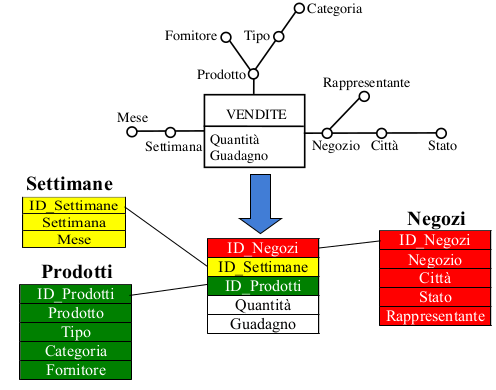 Categoria
Fornitore
Tipo
Prodotto
Rappresentante
VENDITE
Mese
Settimana
Quantità
Guadagno
Negozio
Città
Stato
Settimane
ID_Settimane
Settimana
Mese
Prodotti
ID_Prodotti
Prodotto
Tipo
Categoria
Fornitore
ID_Negozi
ID_Settimane
ID_Prodotti
Quantità
Guadagno
Negozi
ID_Negozi
Negozio
Città
Stato
Rappresentante